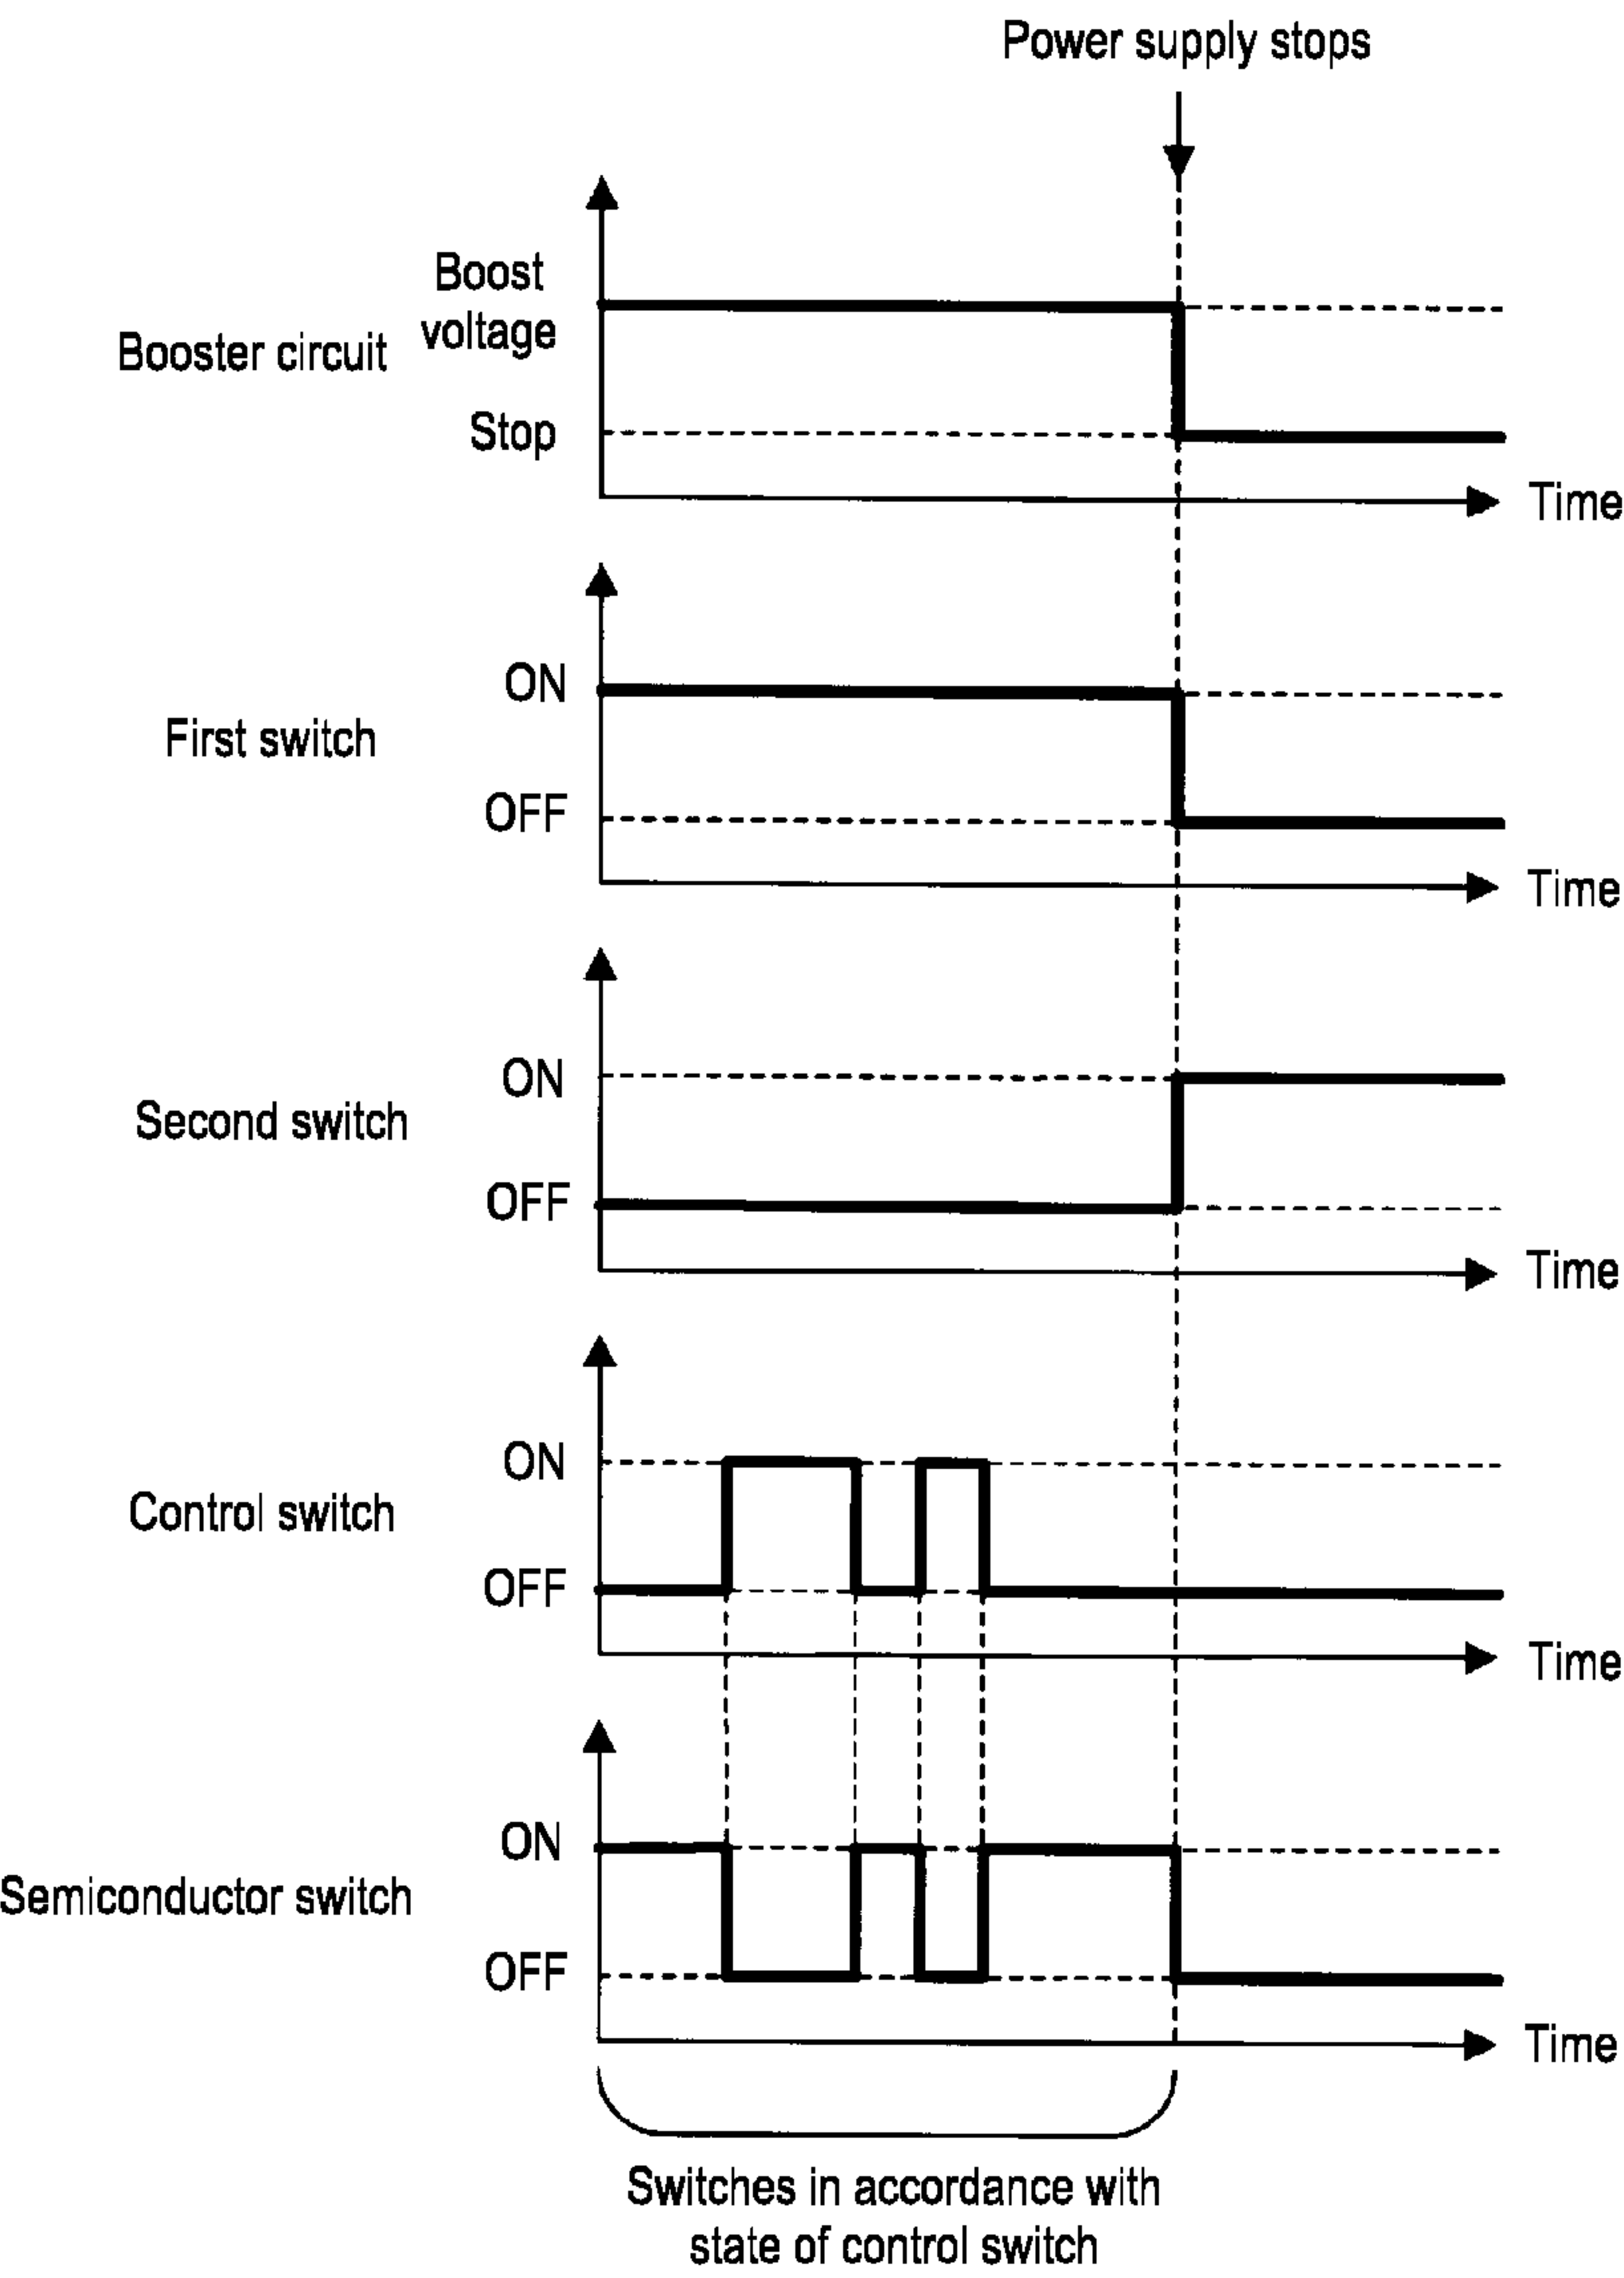 Power supply stops
Boost
voltage
Booster circuit
Stop
Time
ON
First switch
OFF
Time
ON
Second switch
OFF
Time
ON
Control switch
OFF
Time
ON
Semiconductor switch
OFF
Time
Switches in accordance with
state of control switch